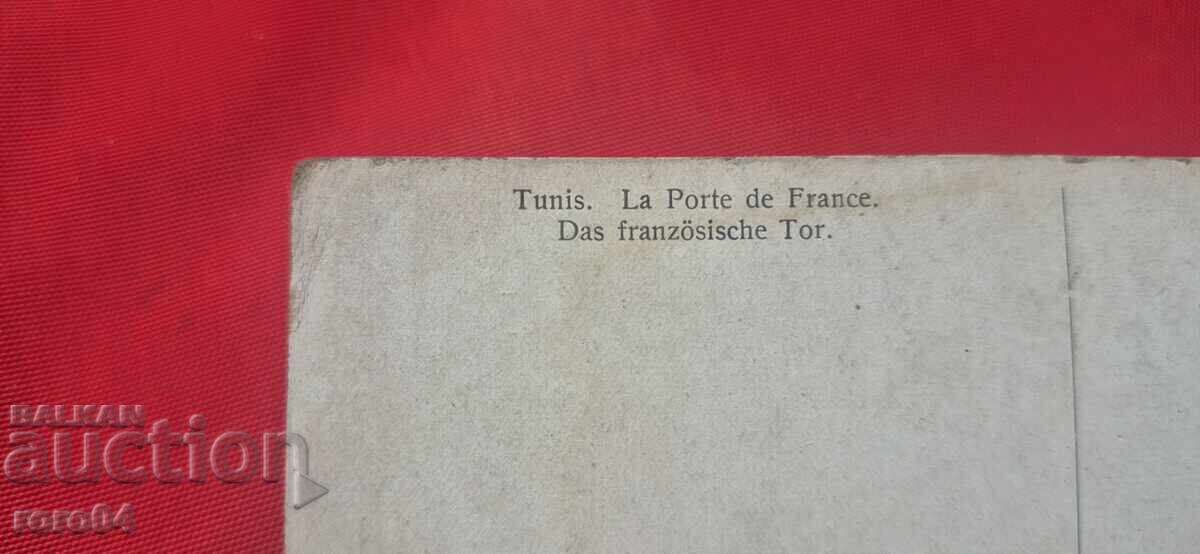 Tunis. La Porte de France.
Das französische Tor.
BALKAN
auction
roro04